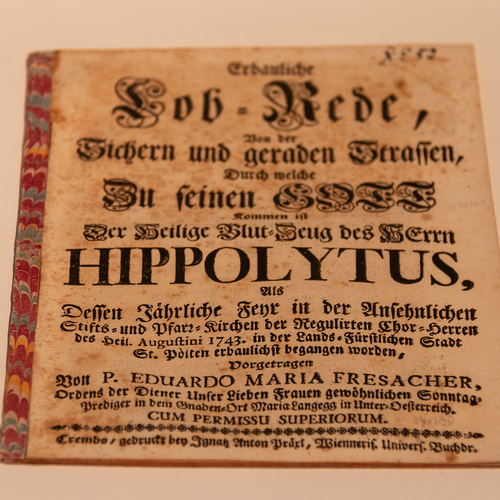 Erbauliche
Lob-Rede,
Von der
Sichern und geraden Strassen,
Durch welche
Zu seinen GOTT
Kommen ist
Der Heilige Blut-Zeug des HErrn
HIPPOLYTUS,
Als
Dessen Jährliche Feyr in der Ansehnlichen
Stifts- und Pfarr-Kirchen der Regulirten Chor-Herren
des Heil. Augustini 1743. in der Lands-Fürstlichen Stadt
St. Pölten erbaulichst begangen worden,
Vorgetragen
Von P. EDUARDO MARIA FRESACHER,
Ordens der Diener Unser Lieben Frauen gewöhnlichen Sonntag-
Prediger in dem Gnaden-Ort Maria Langegg in Unter-Oesterreich.
CUM PERMISSU SUPERIORUM.
Crembs, gedruckt bey Ignatz Anton Präxl, Wienneris. Univers. Buchdr.